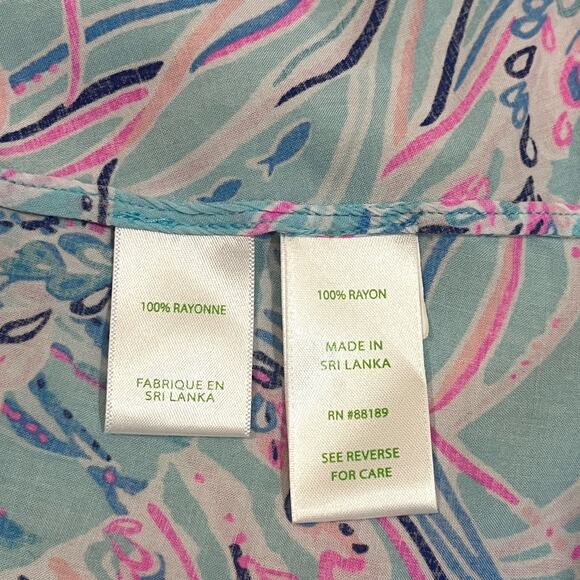 100% RAYONNE
FABRIQUE EN
SRI LANKA
100% RAYON
MADE IN
SRI LANKA
RN #88189
SEE REVERSE
FOR CARE